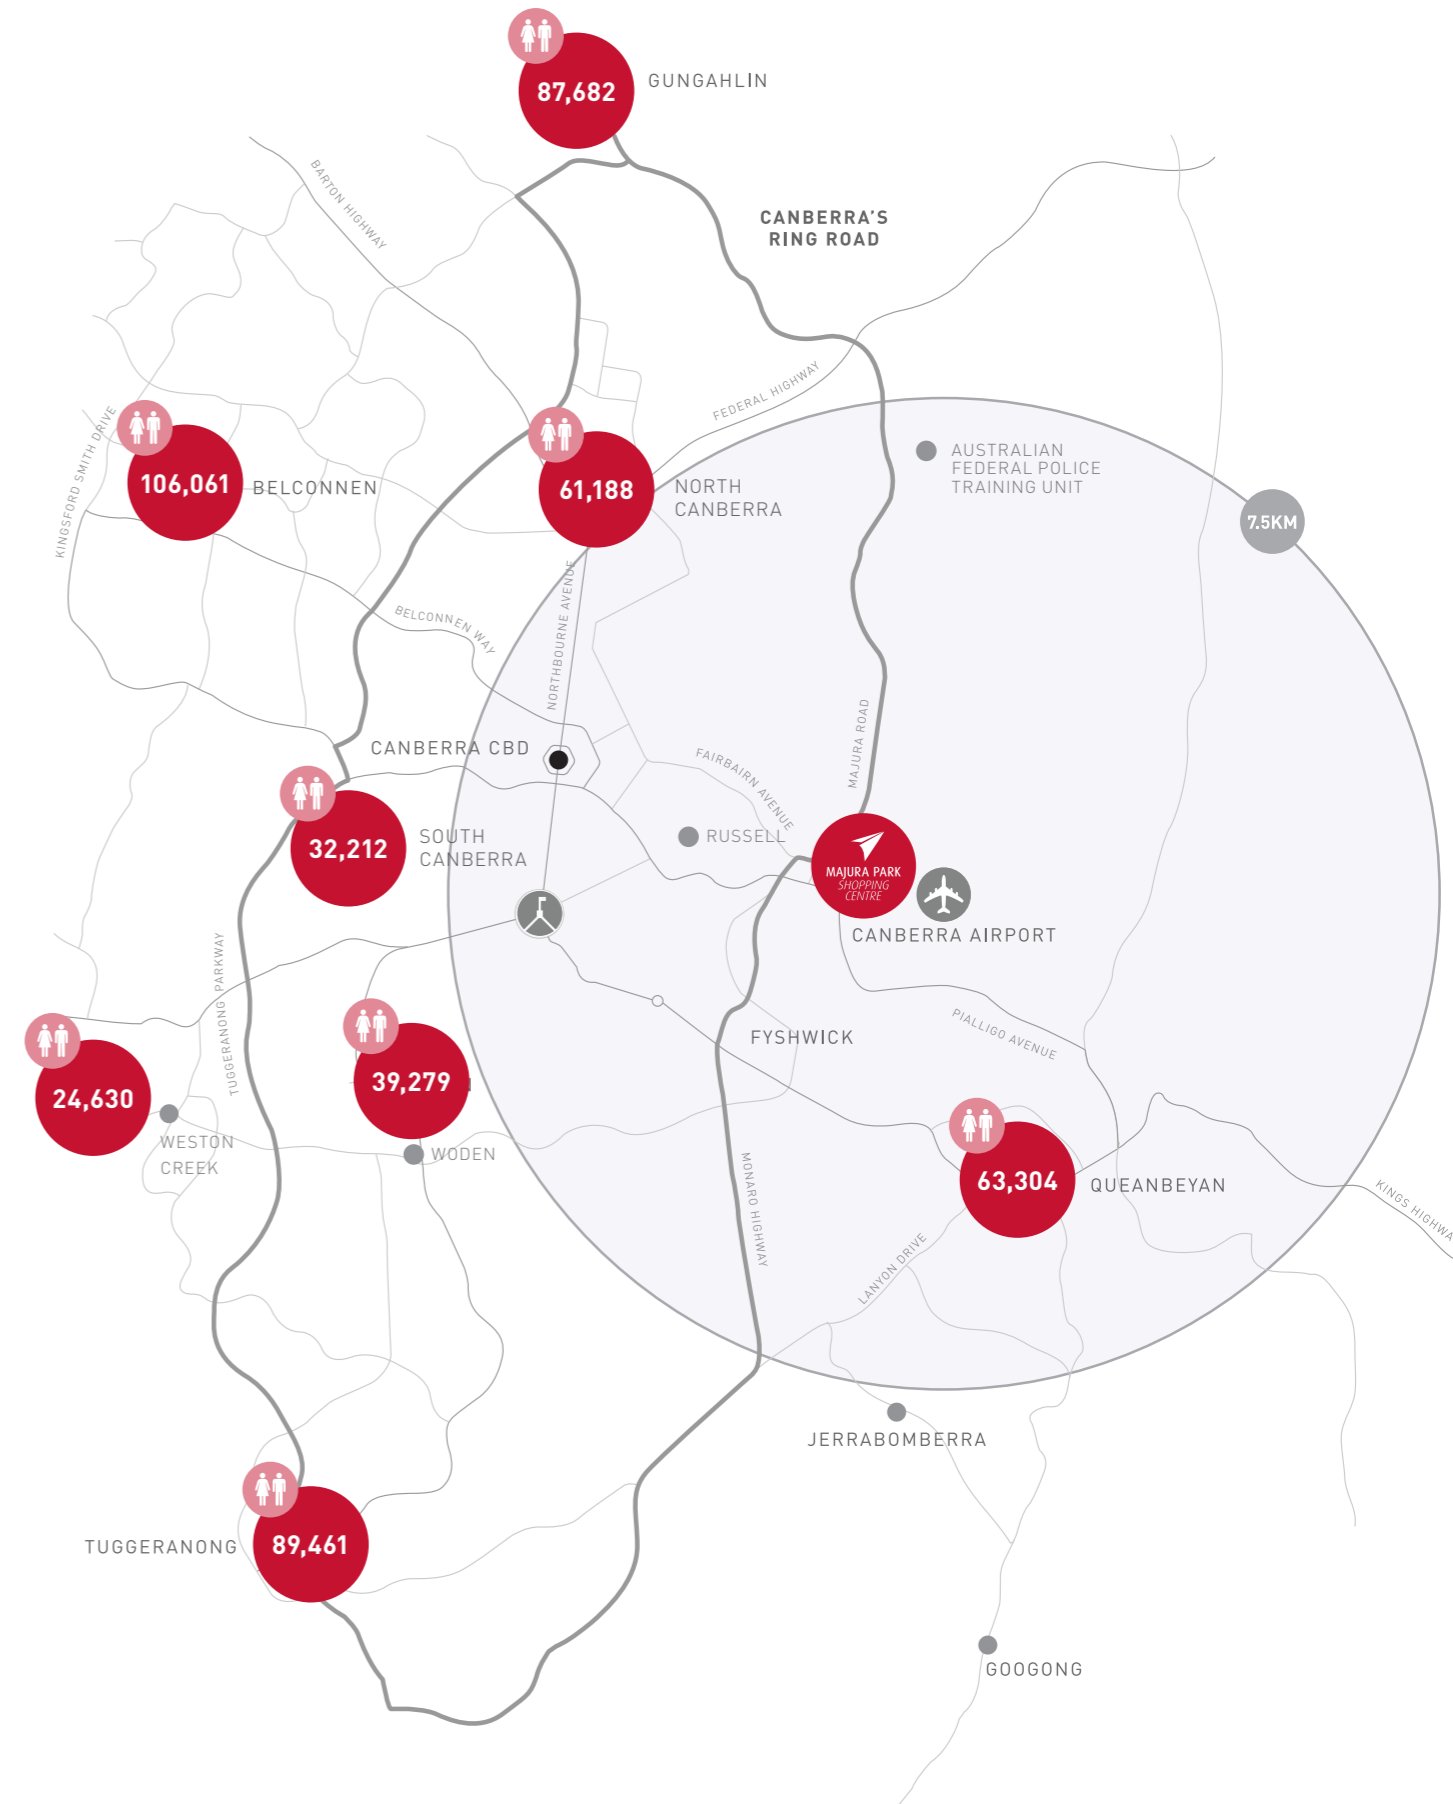 87,682
GUNGAHLIN
BARTON HIGHWAY
CANBERRA'S
RING ROAD
FEDERAL HIGHWAY
KINGSFORD SMITH DRIVE
106,061
BELCONNEN
61,188
NORTH
CANBERRA
AUSTRALIAN
FEDERAL POLICE
TRAINING UNIT
7.5KM
NORTHBOURNE AVENUE
BELCONNEN WAY
CANBERRA CBD
MAJURA ROAD
FAIRBAIRN AVENUE
32,212
SOUTH
CANBERRA
RUSSELL
MAJURA PARK
SHOPPING
CENTRE
CANBERRA AIRPORT
TUGGERANONG PARKWAY
FYSHWICK
PIALLIGO AVENUE
24,630
WESTON
CREEK
39,279
WODEN
MONARO HIGHWAY
63,304
QUEANBEYAN
KINGS HIGHWA
LANYON DRIVE
JERRABOMBERRA
TUGGERANONG
89,461
GOOGONG